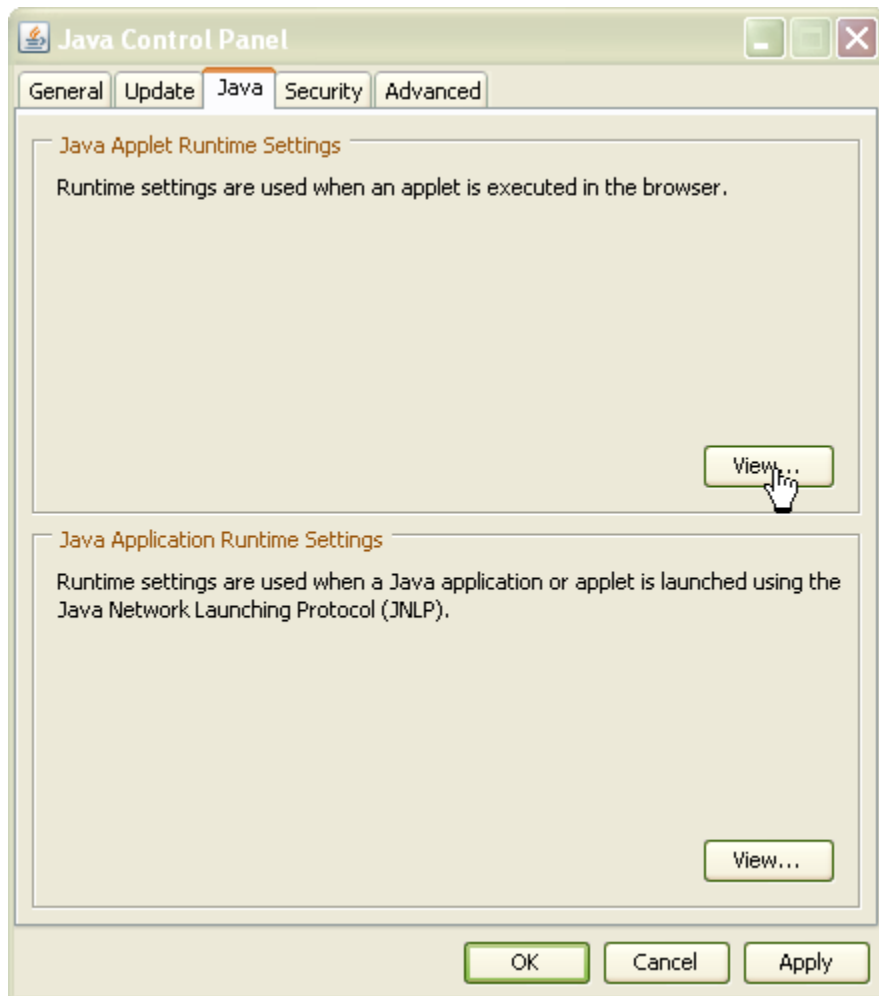 Java Control Panel
General Update Java Security Advanced
Java Applet Runtime Settings
Runtime settings are used when an applet is executed in the browser.
View...
Java Application Runtime Settings
Runtime settings are used when a Java application or applet is launched using the
Java Network Launching Protocol (JNLP).
View...
OK Cancel Apply